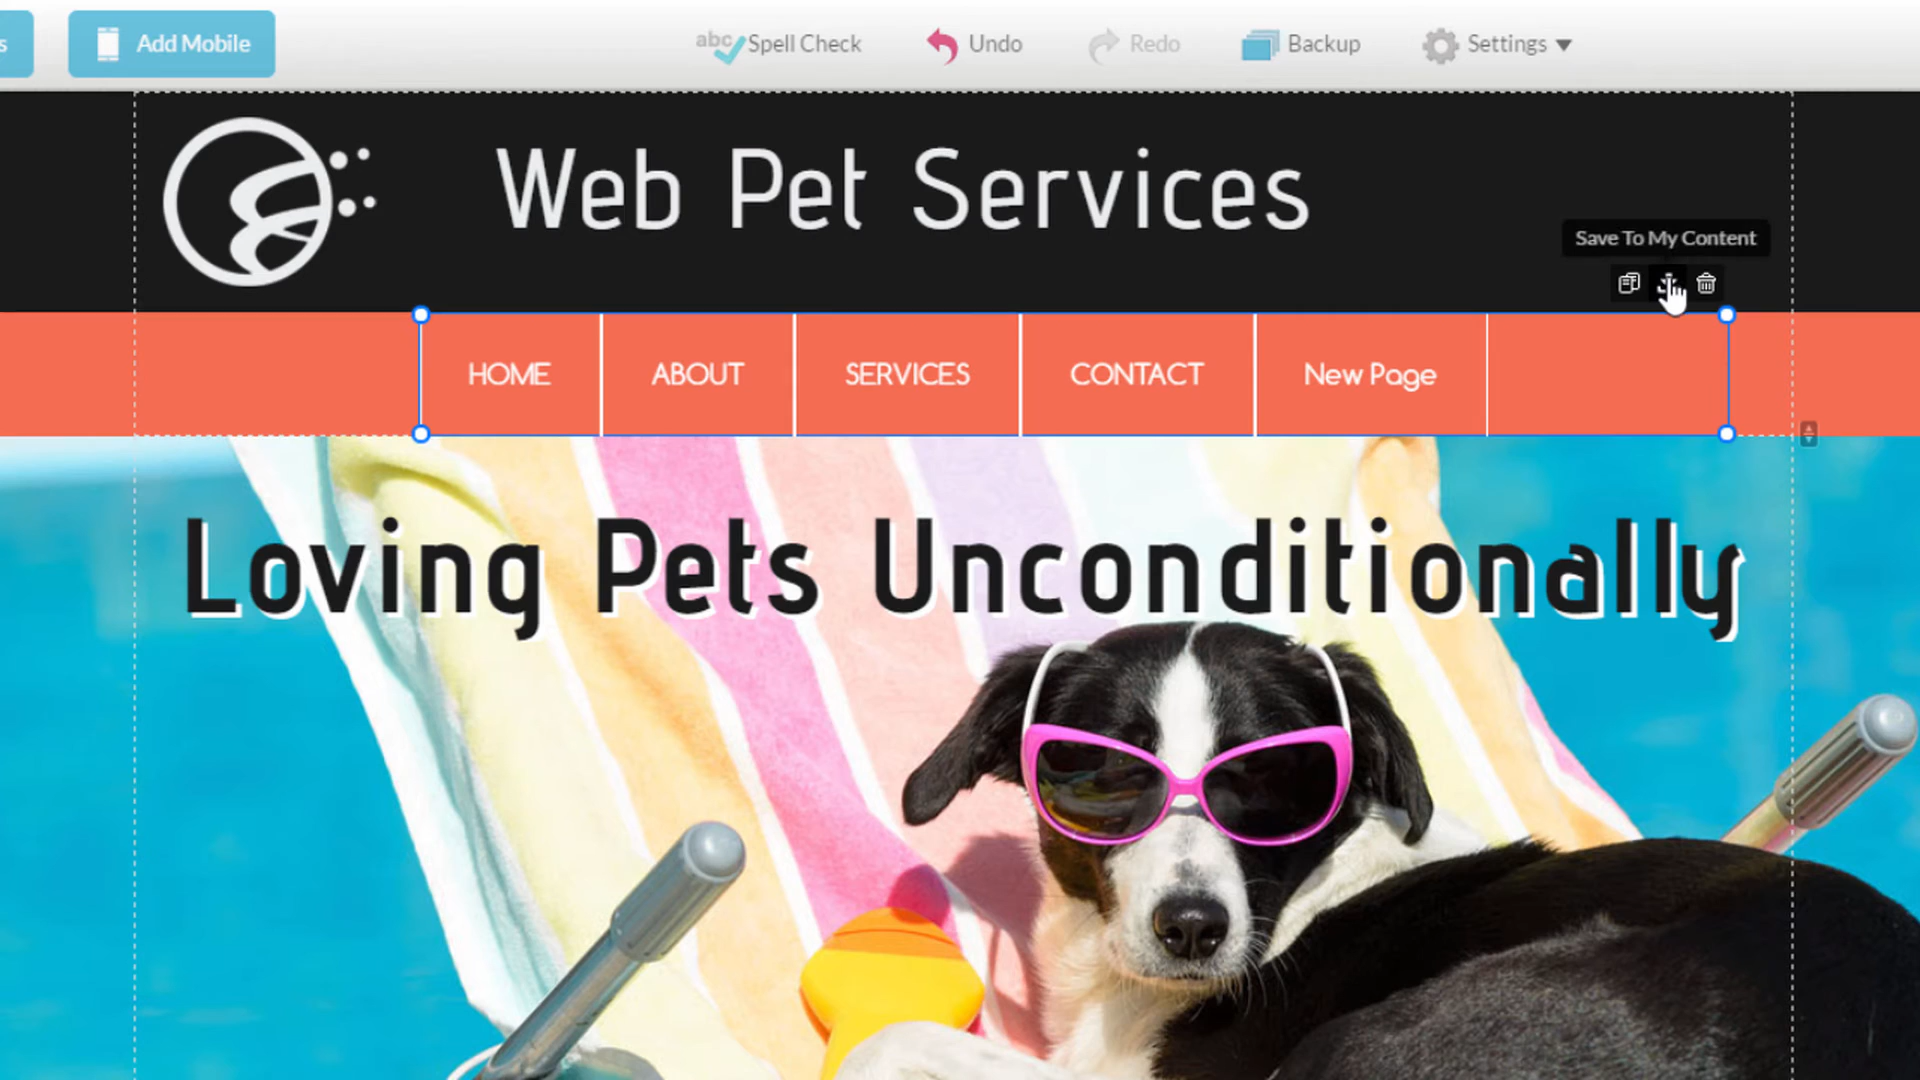 s
Add Mobile
abc Spell Check
Undo
Redo
Backup
Settings
Web Pet Services
Save To My Content
HOME
ABOUT
SERVICES
CONTACT
New Page
Loving Pets Unconditionally